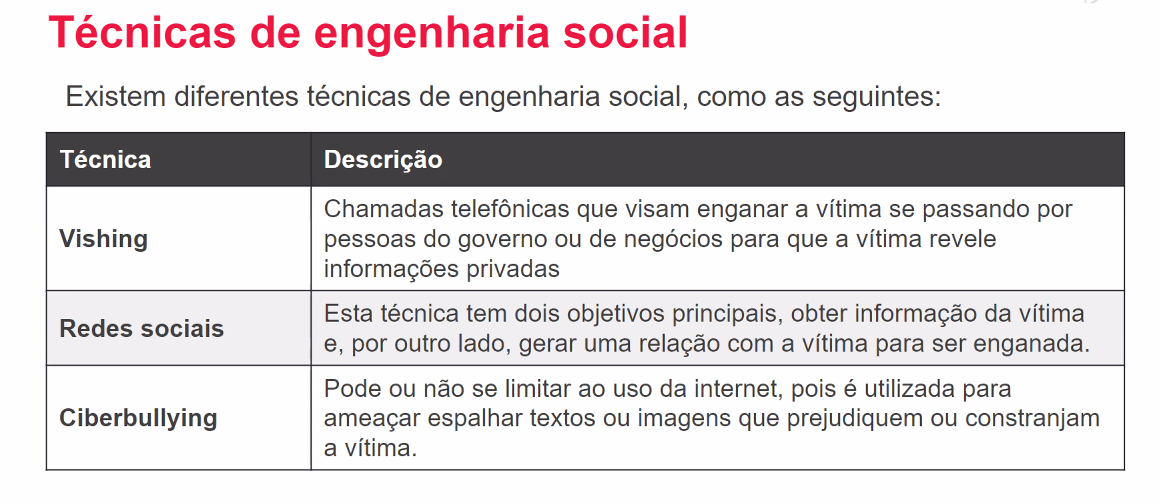 Técnicas de engenharia social
Existem diferentes técnicas de engenharia social, como as seguintes:
Técnica Descrição
Vishing
Chamadas telefônicas que visam enganar a vítima se passando por
pessoas do governo ou de negócios para que a vítima revele
informações privadas
Redes sociais
Esta técnica tem dois objetivos principais, obter informação da vítima
e, por outro lado, gerar uma relação com a vítima para ser enganada.
Ciberbullying
Pode ou não se limitar ao uso da internet, pois é utilizada para
ameaçar espalhar textos ou imagens que prejudiquem ou constranjam
a vítima.